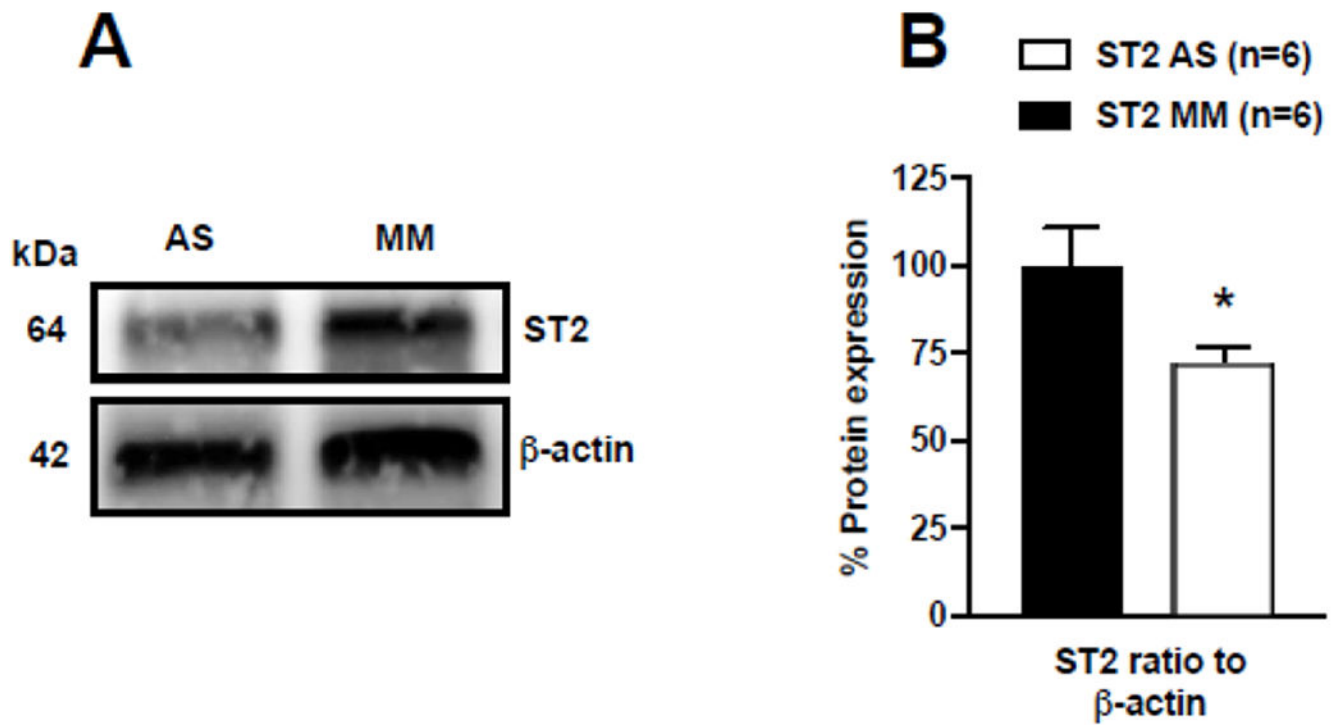 A
kDa
AS MM
64 ST2
42 β-actin
B
ST2 AS (n=6)
ST2 MM (n=6)
% Protein expression
125
100
75
50
25
0
*
ST2 ratio to
β-actin